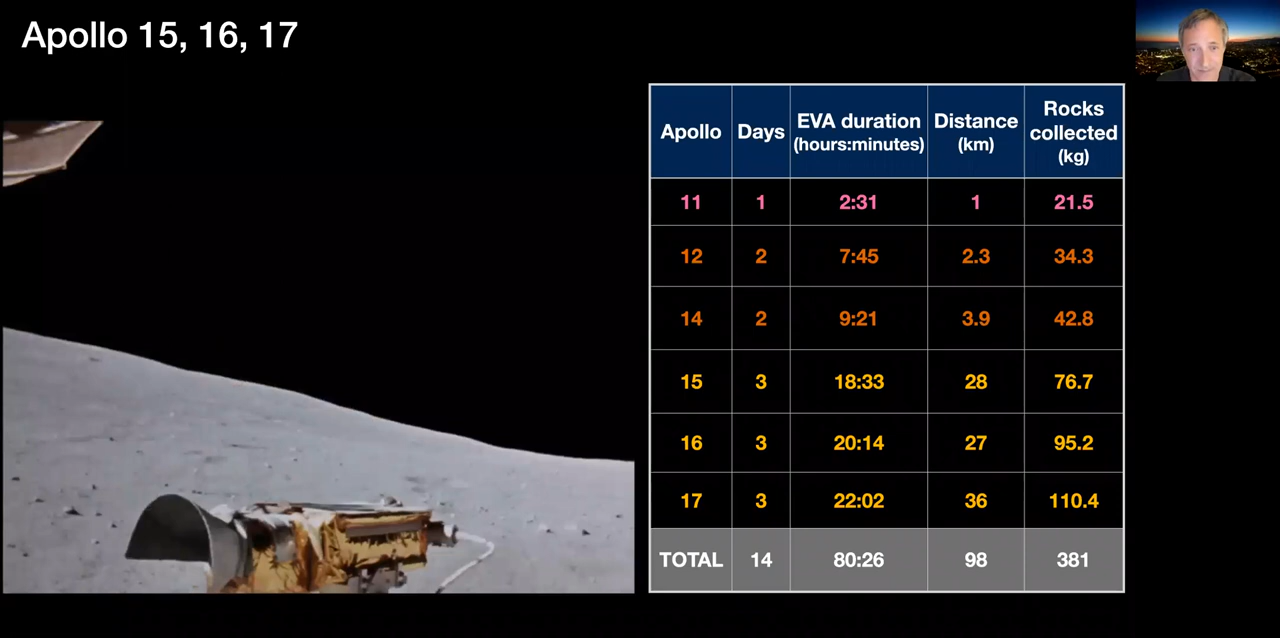 Apollo 15, 16, 17
Apollo Days EVA duration (hours:minutes) Distance (km) Rocks collected (kg)
11 1 2:31 1 21.5
12 2 7:45 2.3 34.3
14 2 9:21 3.9 42.8
15 3 18:33 28 76.7
16 3 20:14 27 95.2
17 3 22:02 36 110.4
TOTAL 14 80:26 98 381